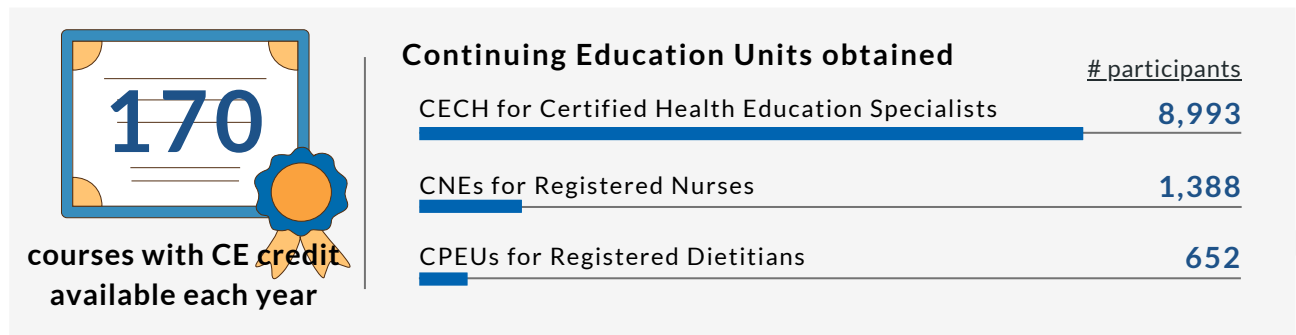 170
courses with CE credit
available each year
Continuing Education Units obtained
# participants
CECH for Certified Health Education Specialists
8,993
CNEs for Registered Nurses
1,388
CPEUs for Registered Dietitians
652